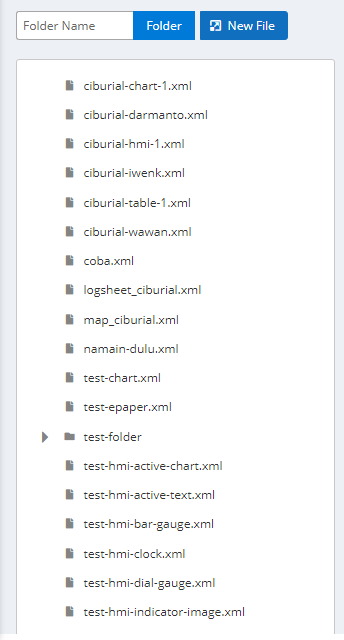 Folder Name Folder New File
ciburial-chart-1.xml
ciburial-darmanto.xml
ciburial-hmi-1.xml
ciburial-iwenk.xml
ciburial-table-1.xml
ciburial-wawan.xml
coba.xml
logsheet_ciburial.xml
map_ciburial.xml
namain-dulu.xml
test-chart.xml
test-epaper.xml
test-folder
test-hmi-active-chart.xml
test-hmi-active-text.xml
test-hmi-bar-gauge.xml
test-hmi-clock.xml
test-hmi-dial-gauge.xml
test-hmi-indicator-image.xml